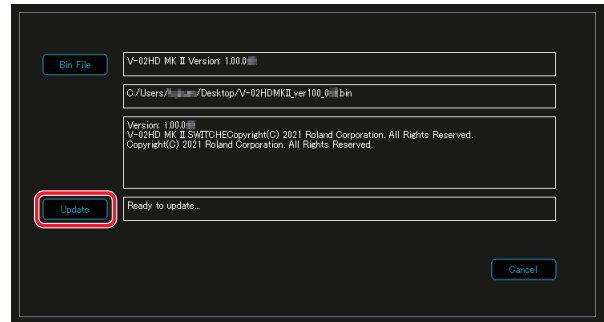 Bin File
V-02HD MK II Version: 1.00.0
C:/Users/ /Desktop/V-02HDMKII_ver100_0 bin
Version: 1.00.0
V-02HD MK II SWITCHECopyright(C) 2021 Roland Corporation. All Rights Reserved.
Copyright(C) 2021 Roland Corporation. All Rights Reserved.
Update
Ready to update...
Cancel